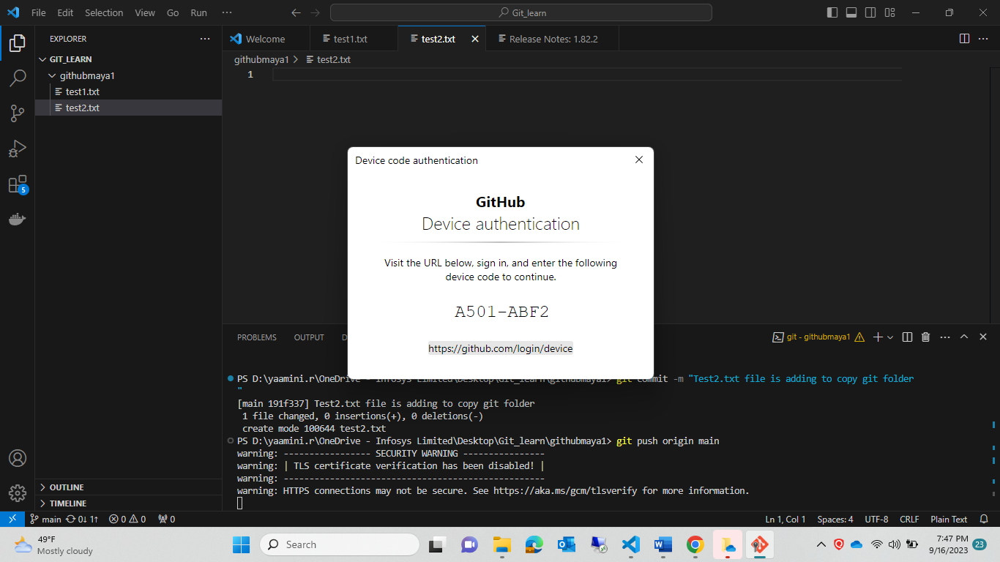 File Edit Selection View Go Run ···
Git_learn
EXPLORER
Welcome
test1.txt
test2.txt
Release Notes: 1.82.2
GIT_LEARN
githubmaya1
test1.txt
test2.txt
githubmaya1 > test2.txt
1
5
Device code authentication
GitHub
Device authentication
Visit the URL below, sign in, and enter the following
device code to continue.
A501-ABF2
https://github.com/login/device
PROBLEMS OUTPUT D
git - githubmaya1
PS D:\yaamini.r\OneDrive - Infosys Limited\Desktop\Git_learn\githubmaya1> git commit -m "Test2.txt file is adding to copy git folder
"
[main 191f337] Test2.txt file is adding to copy git folder
1 file changed, 0 insertions(+), 0 deletions(-)
create mode 100644 test2.txt
PS D:\yaamini.r\OneDrive - Infosys Limited\Desktop\Git_learn\githubmaya1> git push origin main
warning: ----------------- SECURITY WARNING ----------------
warning: | TLS certificate verification has been disabled! |
warning: ---------------------------------------------------
warning: HTTPS connections may not be secure. See https://aka.ms/gcm/tlsverify for more information.
OUTLINE
TIMELINE
main 0↓ 1↑ 0 0 0
Ln 1, Col 1 Spaces: 4 UTF-8 CRLF Plain Text
49°F
Mostly cloudy
Search
7:47 PM
9/16/2023
23